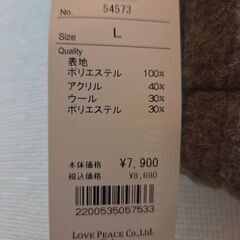 No. 54573
Size L
Quality
表地
ポリエステル 100%
アクリル 40%
ウール 30%
ポリエステル 30%
本体価格 ¥7,900
税込価格 ¥8,690
2200535057533
LOVE PEACE Co.,Ltd.